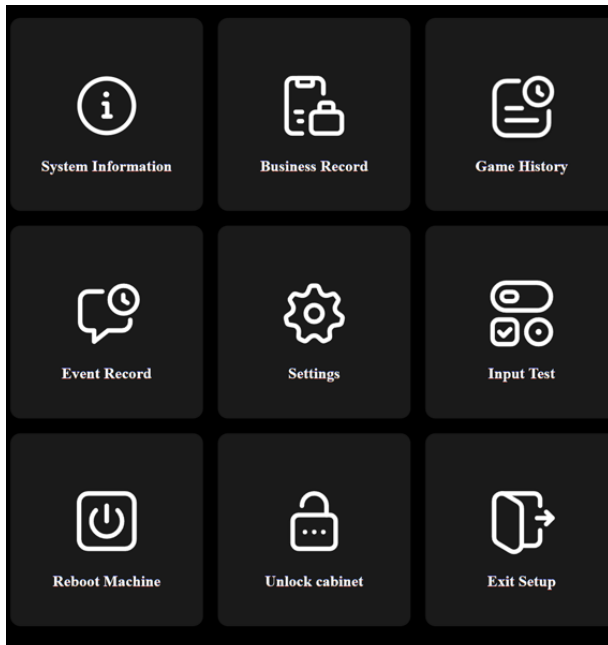 System Information
Business Record
Game History
Event Record
Settings
Input Test
Reboot Machine
Unlock cabinet
Exit Setup